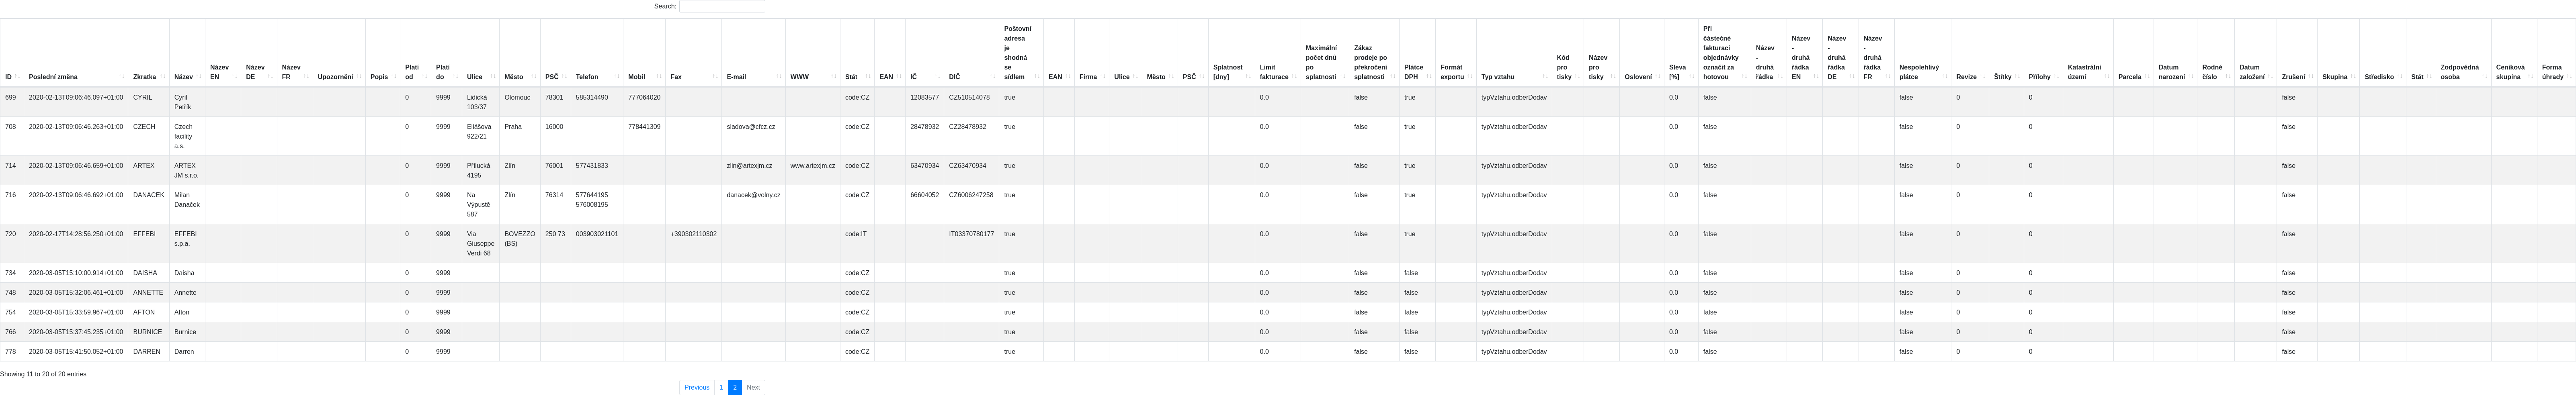 Search:
ID Poslední změna Zkratka Název Název EN Název DE Název FR Upozornění Popis Platí od Platí do Ulice Město PSČ Telefon Mobil Fax E-mail WWW Stát EAN IČ DIČ Poštovní adresa je shodná se sídlem EAN Firma Ulice Město PSČ Splatnost [dny] Limit fakturace Maximální počet dnů po splatnosti Zákaz prodeje po překročení splatnosti Plátce DPH Formát exportu Typ vztahu Kód pro tisky Název pro tisky Oslovení Sleva [%] Při částečné fakturaci objednávky označit za hotovou Název - druhá řádka Název - druhá řádka EN Název - druhá řádka DE Název - druhá řádka FR Nespolehlivý plátce Revize Štítky Přílohy Katastrální území Parcela Datum narození Rodné číslo Datum založení Zrušení Skupina Středisko Stát Zodpovědná osoba Ceníková skupina Forma úhrady
699 2020-02-13T09:06:46.097+01:00 CYRIL Cyril Petřík 0 9999 Lidická 103/37 Olomouc 78301 585314490 777064020 code:CZ 12083577 CZ510514078 true 0.0 false true typVztahu.odberDodav 0.0 false false 0 0 false
708 2020-02-13T09:06:46.263+01:00 CZECH Czech facility a.s. 0 9999 Eliášova 922/21 Praha 16000 778441309 sladova@cfcz.cz code:CZ 28478932 CZ28478932 true 0.0 false true typVztahu.odberDodav 0.0 false false 0 0 false
714 2020-02-13T09:06:46.659+01:00 ARTEX ARTEX JM s.r.o. 0 9999 Přílucká 4195 Zlín 76001 577431833 zlin@artexjm.cz www.artexjm.cz code:CZ 63470934 CZ63470934 true 0.0 false true typVztahu.odberDodav 0.0 false false 0 0 false
716 2020-02-13T09:06:46.692+01:00 DANACEK Milan Danaček 0 9999 Na Výpustě 587 Zlín 76314 577644195 576008195 danacek@volny.cz code:CZ 66604052 CZ6006247258 true 0.0 false true typVztahu.odberDodav 0.0 false false 0 0 false
720 2020-02-17T14:28:56.250+01:00 EFFEBI EFFEBI s.p.a. 0 9999 Via Giuseppe Verdi 68 BOVEZZO (BS) 250 73 003903021101 +390302110302 code:IT IT03370780177 true 0.0 false true typVztahu.odberDodav 0.0 false false 0 0 false
734 2020-03-05T15:10:00.914+01:00 DAISHA Daisha 0 9999 code:CZ true 0.0 false false typVztahu.odberDodav 0.0 false false 0 0 false
748 2020-03-05T15:32:06.461+01:00 ANNETTE Annette 0 9999 code:CZ true 0.0 false false typVztahu.odberDodav 0.0 false false 0 0 false
754 2020-03-05T15:33:59.967+01:00 AFTON Afton 0 9999 code:CZ true 0.0 false false typVztahu.odberDodav 0.0 false false 0 0 false
766 2020-03-05T15:37:45.235+01:00 BURNICE Burnice 0 9999 code:CZ true 0.0 false false typVztahu.odberDodav 0.0 false false 0 0 false
778 2020-03-05T15:41:50.052+01:00 DARREN Darren 0 9999 code:CZ true 0.0 false false typVztahu.odberDodav 0.0 false false 0 0 false
Showing 11 to 20 of 20 entries
Previous 1 2 Next